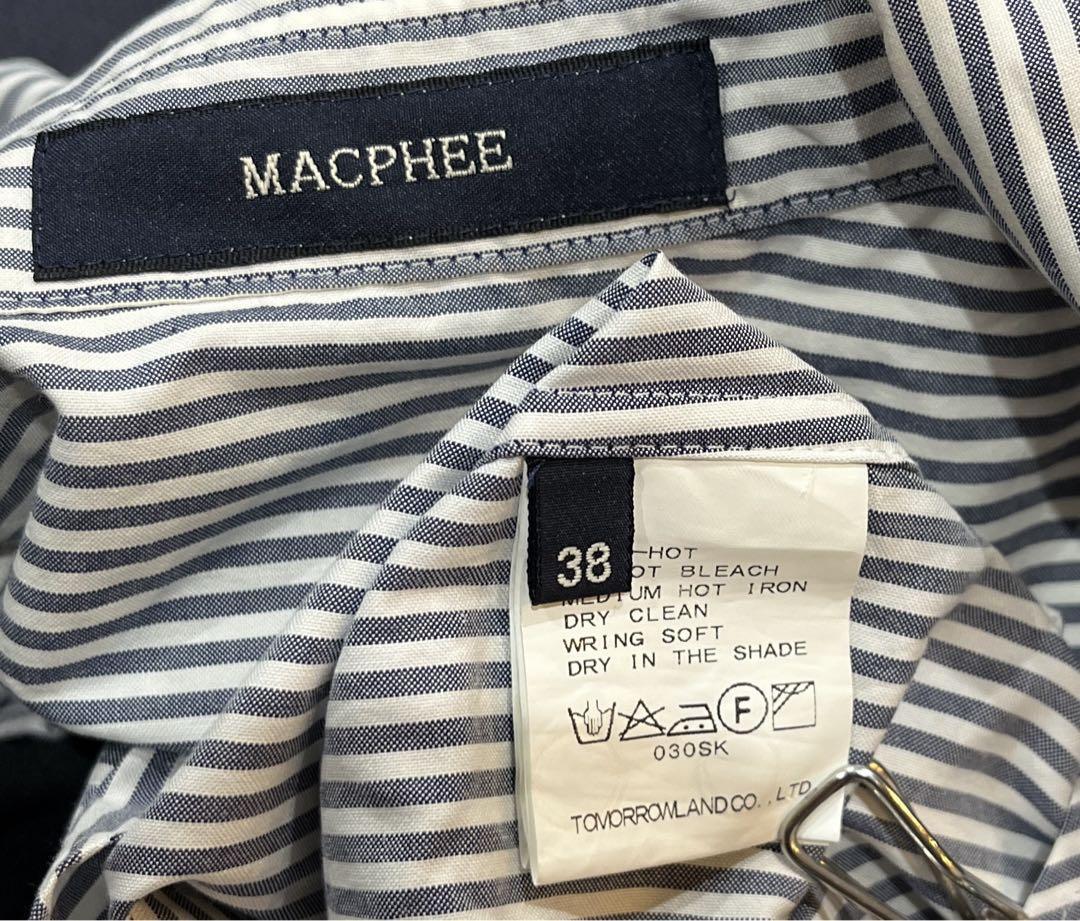 MACPHEE
38
-HOT
OT BLEACH
MEDIUM HOT IRON
DRY CLEAN
WRING SOFT
DRY IN THE SHADE
F
030SK
TOMORROWLAND CO.,LTD